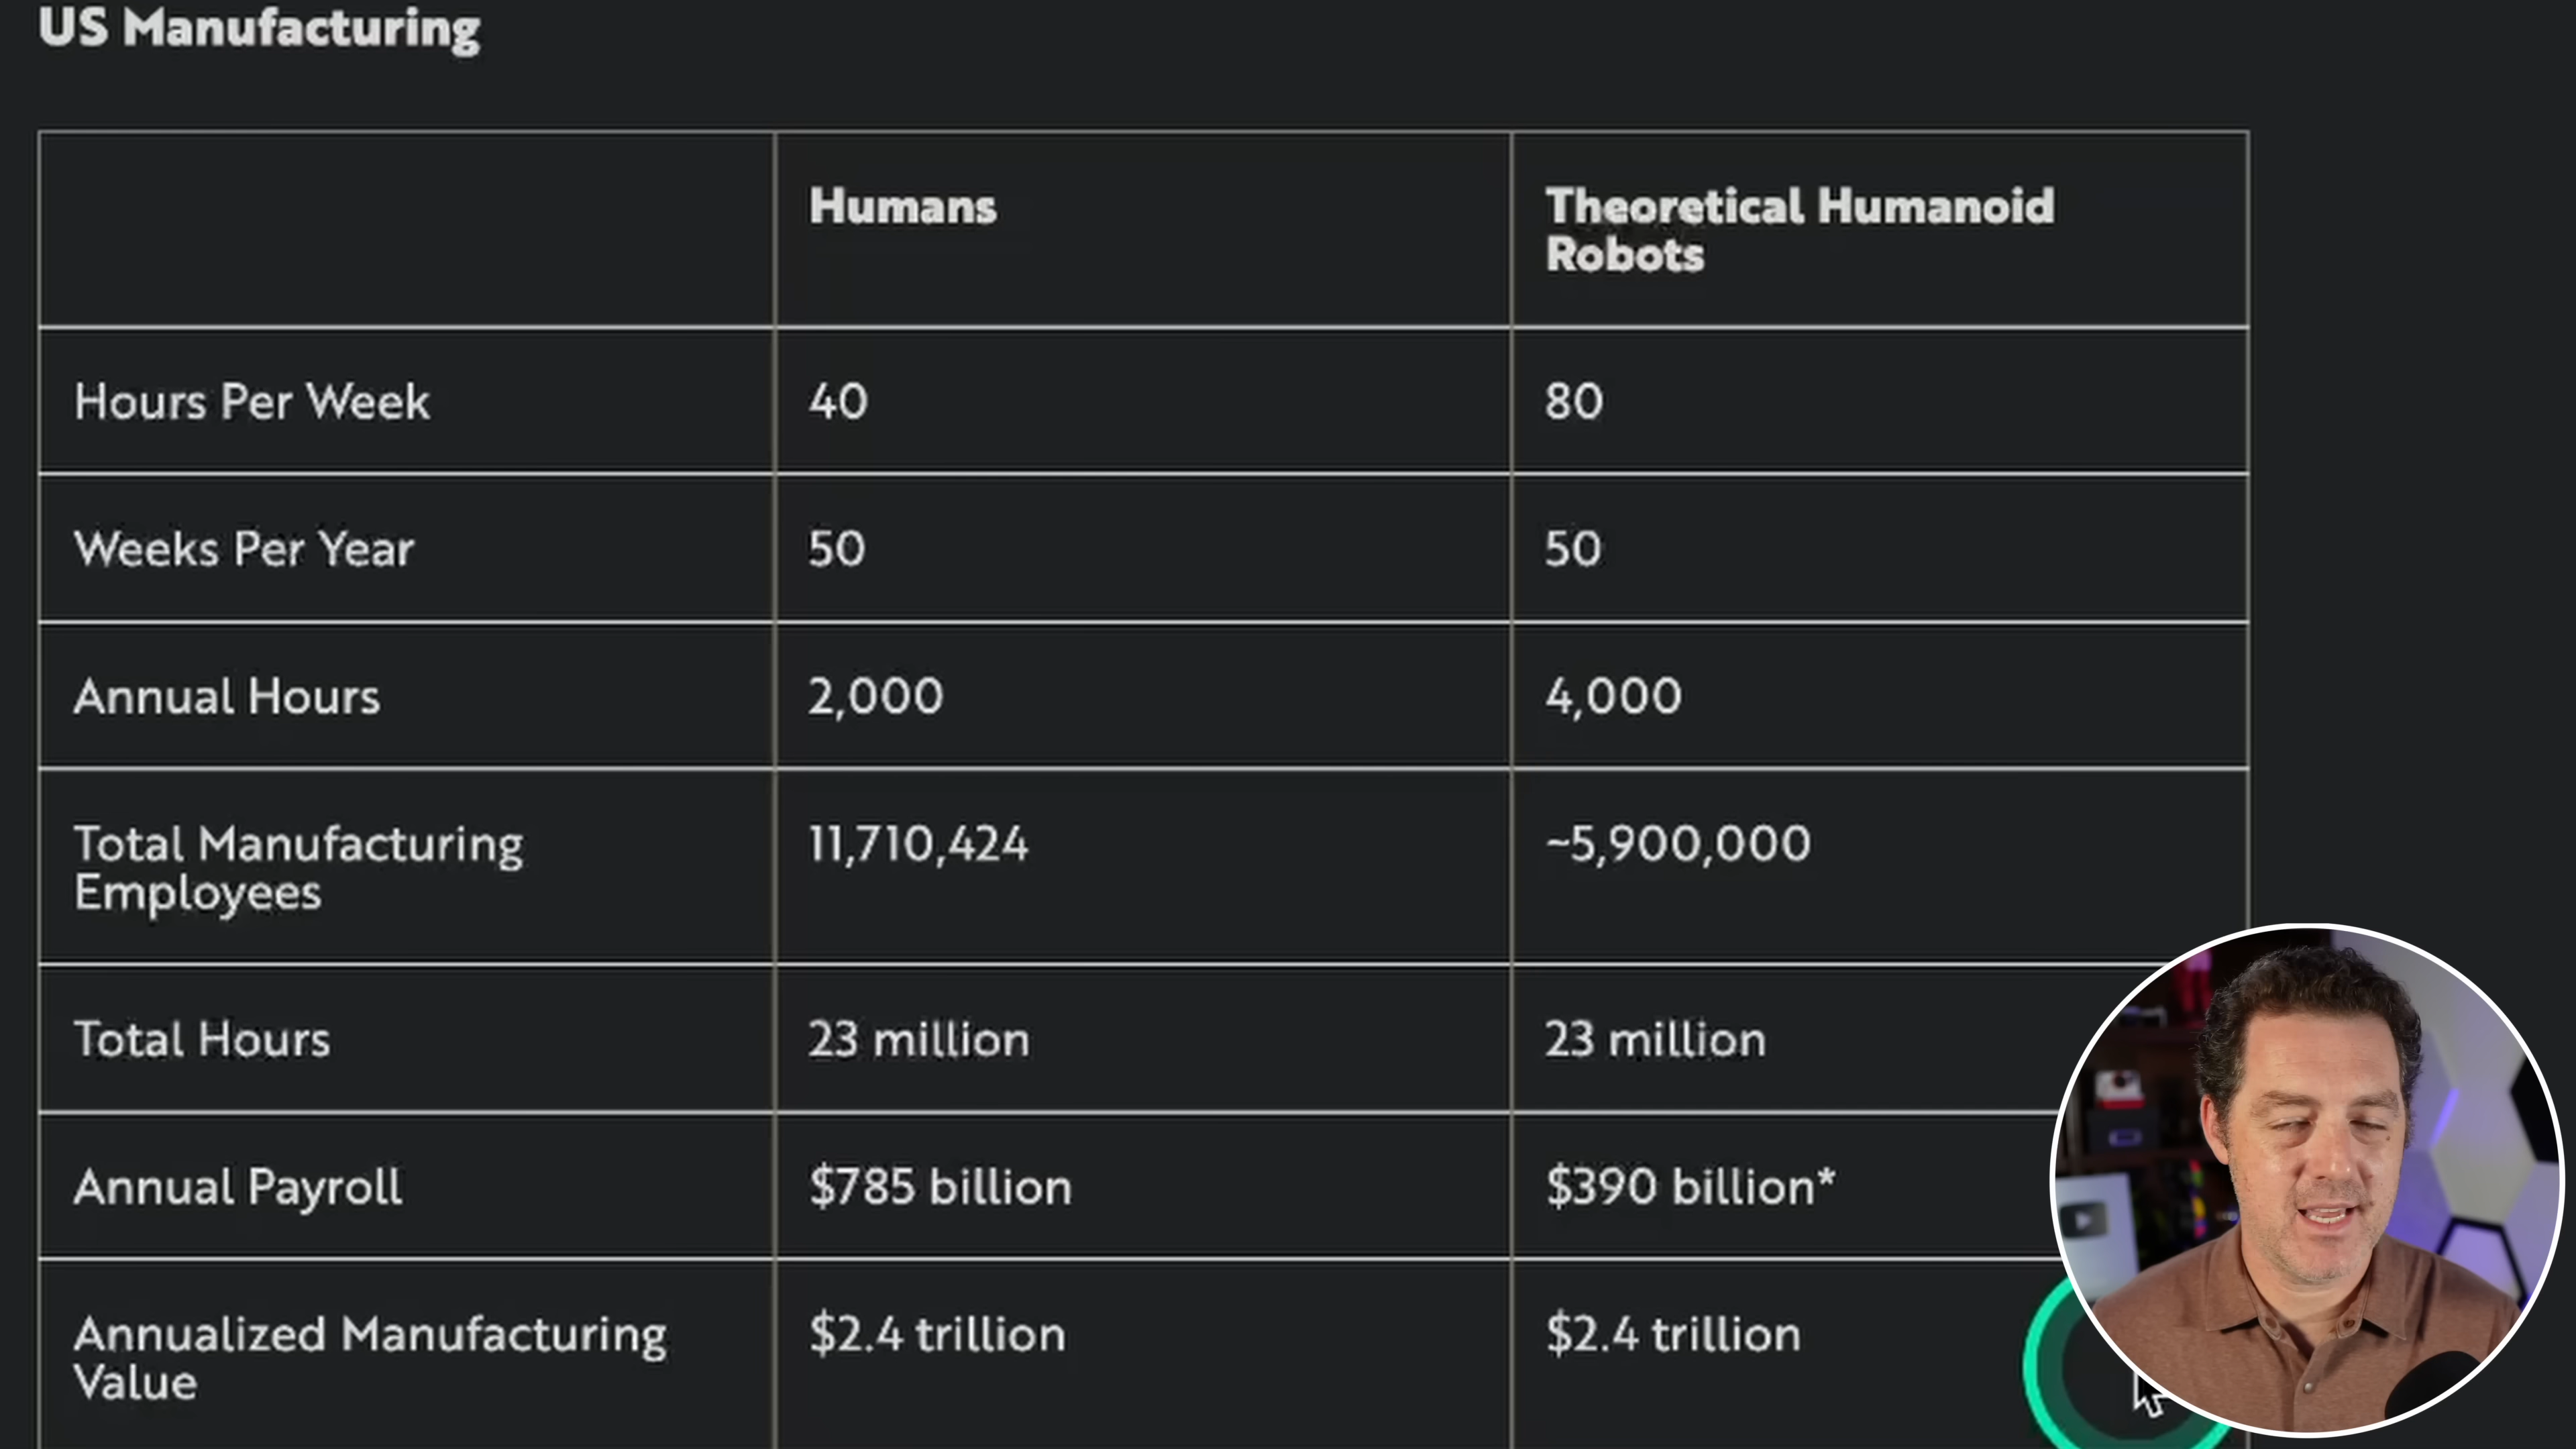 US Manufacturing
Humans
Theoretical Humanoid
Robots
Hours Per Week
40
80
Weeks Per Year
50
50
Annual Hours
2,000
4,000
Total Manufacturing
Employees
11,710,424
~5,900,000
Total Hours
23 million
23 million
Annual Payroll
$785 billion
$390 billion*
Annualized Manufacturing
Value
$2.4 trillion
$2.4 trillion